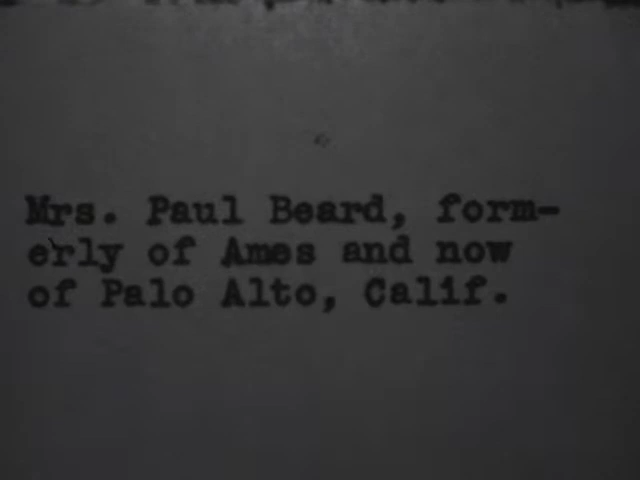 Mrs. Paul Beard, form-
erly of Ames and now
of Palo Alto, Calif.